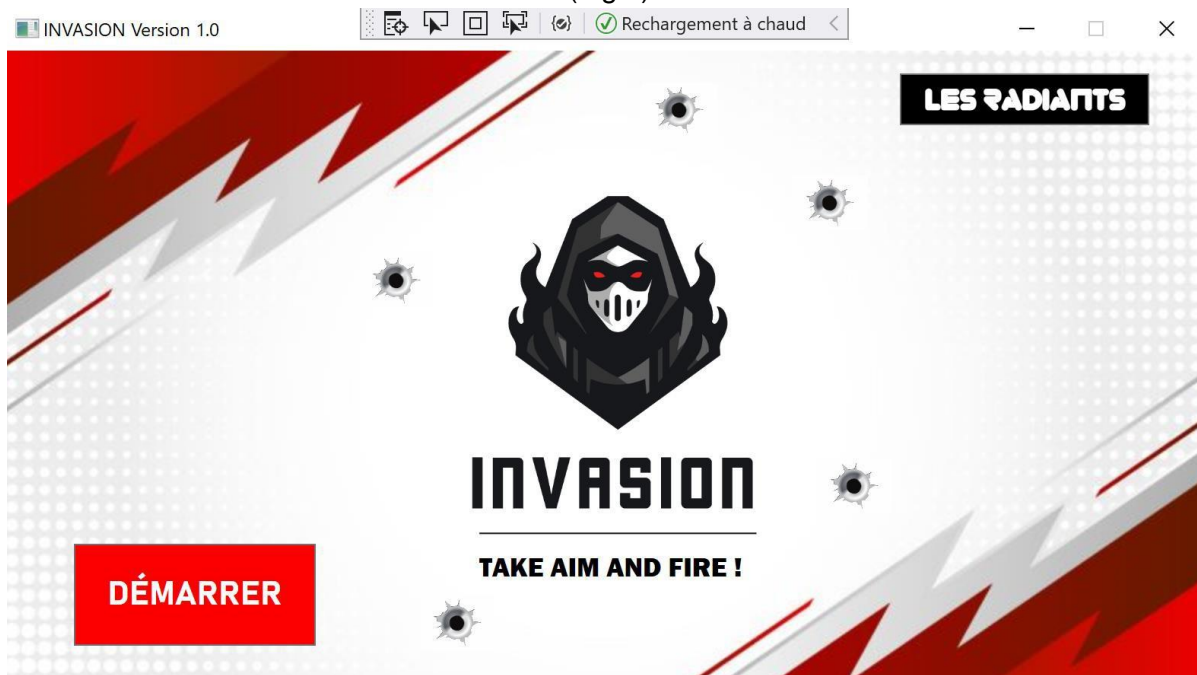 INVASION Version 1.0
Rechargement à chaud
LES RADIANTS
INVASION
TAKE AIM AND FIRE !
DÉMARRER